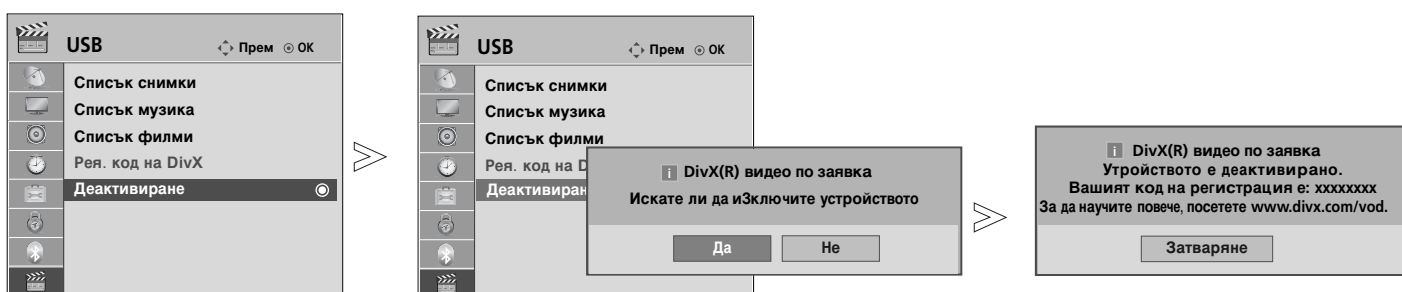 USB Прем OK
Списък снимки
Списък музика
Списък филми
Рея. код на DivX
Деактивиране
USB Прем OK
Списък снимки
Списък музика
Списък филми
Рея. код на D
Деактивиран
DivX(R) видео по заявка
Искате ли да иЗключите устройството
Да Не
DivX(R) видео по заявка
Утройството е деактивирано.
Вашият код на регистрация е: xxxxxxxx
За да научите повече, посетете www.divx.com/vod.
Затваряне